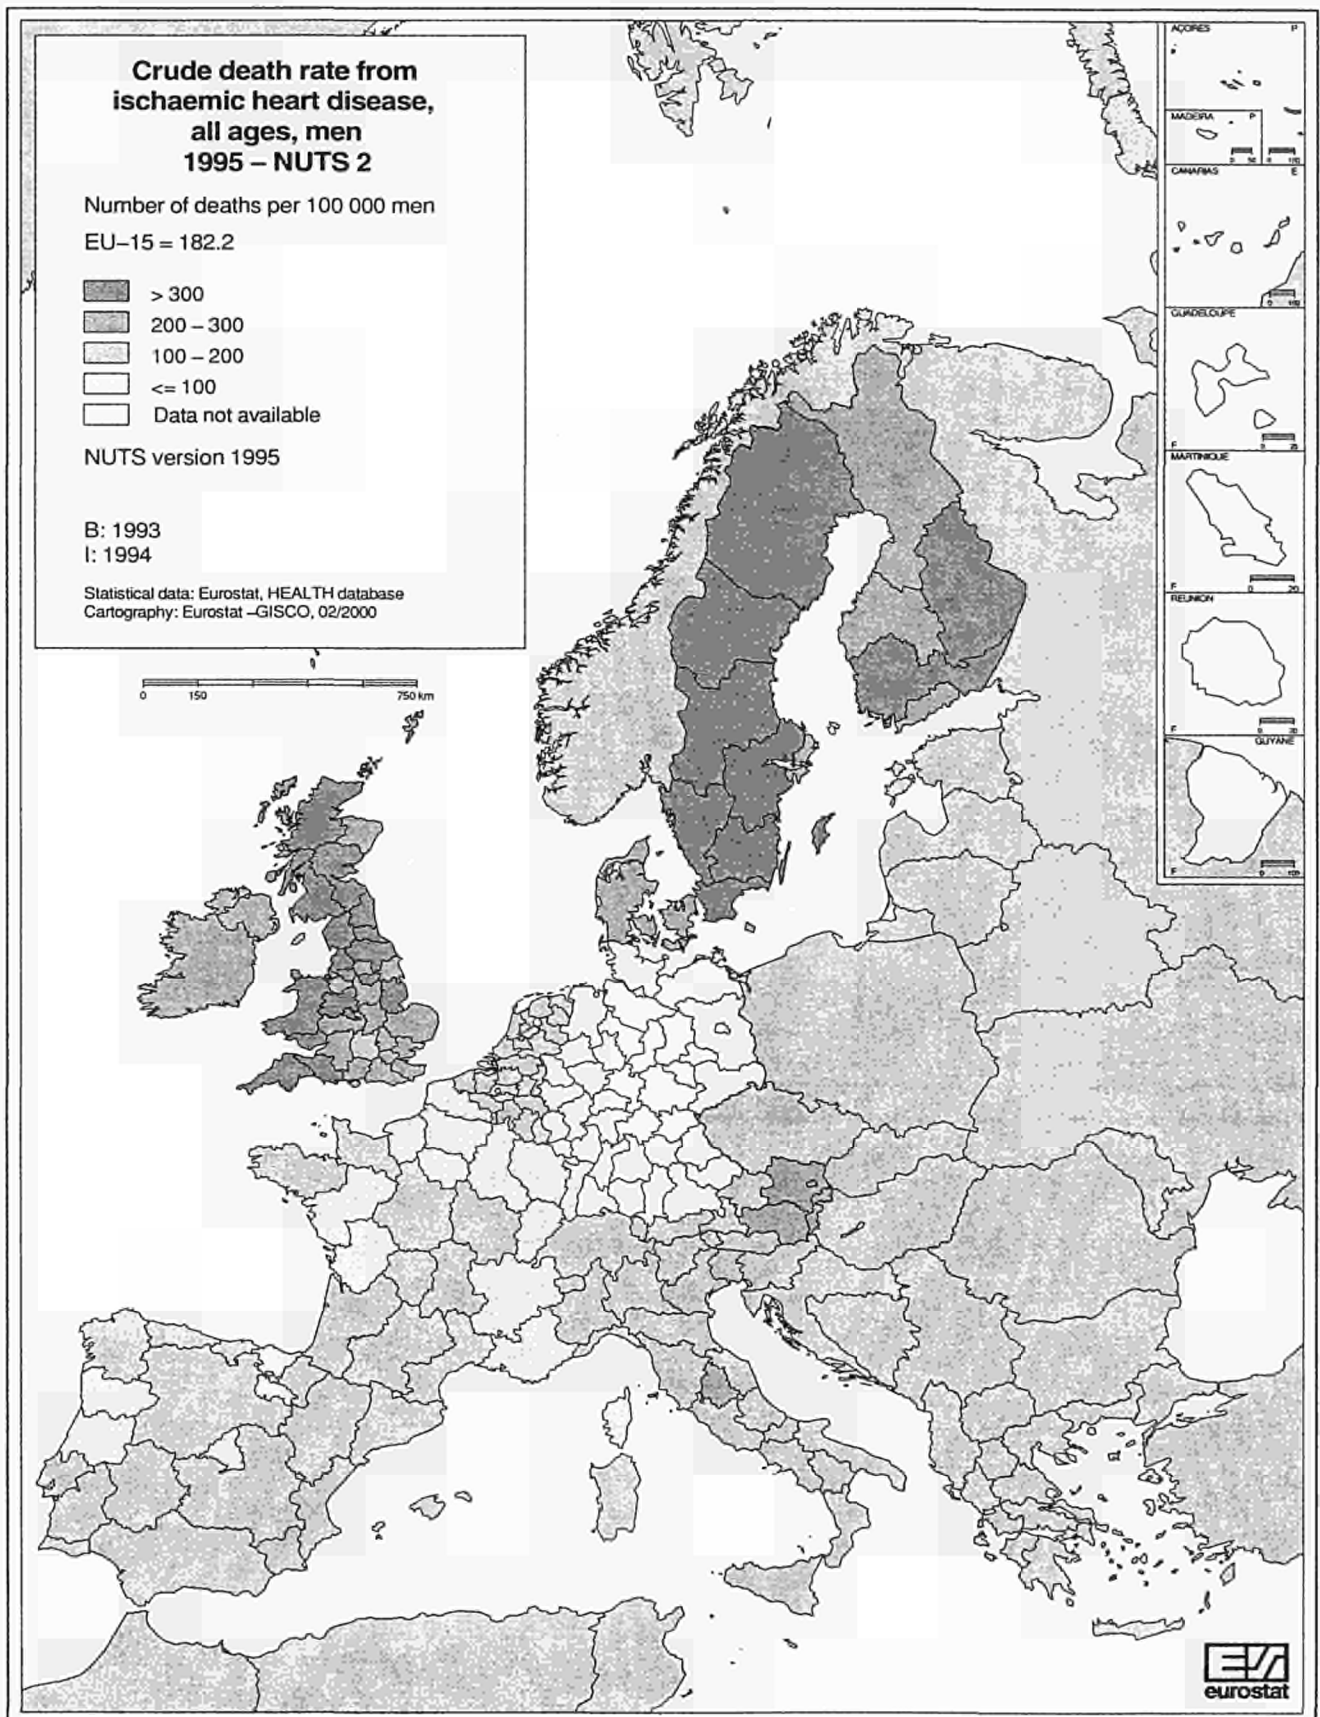 Crude death rate from
ischaemic heart disease,
all ages, men
1995 – NUTS 2
Number of deaths per 100 000 men
EU–15 = 182.2
> 300
200 – 300
100 – 200
<= 100
Data not available
NUTS version 1995
B: 1993
I: 1994
Statistical data: Eurostat, HEALTH database
Cartography: Eurostat –GISCO, 02/2000
0 150 750 km
AÇORES P
MADEIRA P
CANARIAS E
GUADELOUPE
F
MARTINIQUE
F
REUNION
F
GUYANE
F
eurostat